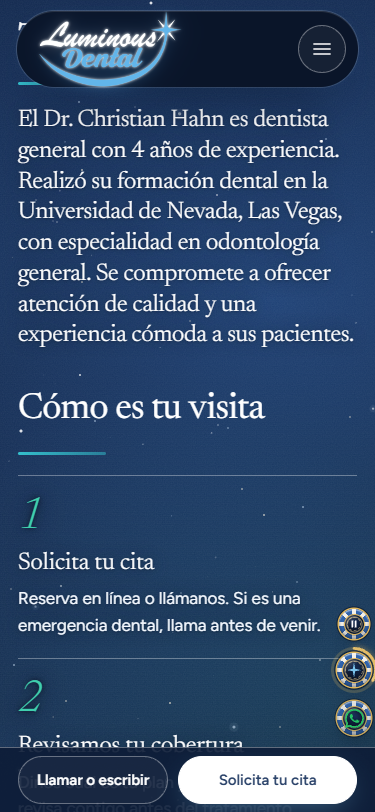 Luminous
Dental
El Dr. Christian Hahn es dentista
general con 4 años de experiencia.
Realizó su formación dental en la
Universidad de Nevada, Las Vegas,
con especialidad en odontología
general. Se compromete a ofrecer
atención de calidad y una
experiencia cómoda a sus pacientes.
Cómo es tu visita
1
Solicita tu cita
Reserva en línea o llámanos. Si es una
emergencia dental, llama antes de venir.
2
Revisamos tu cobertura
Llamar o escribir
Solicita tu cita